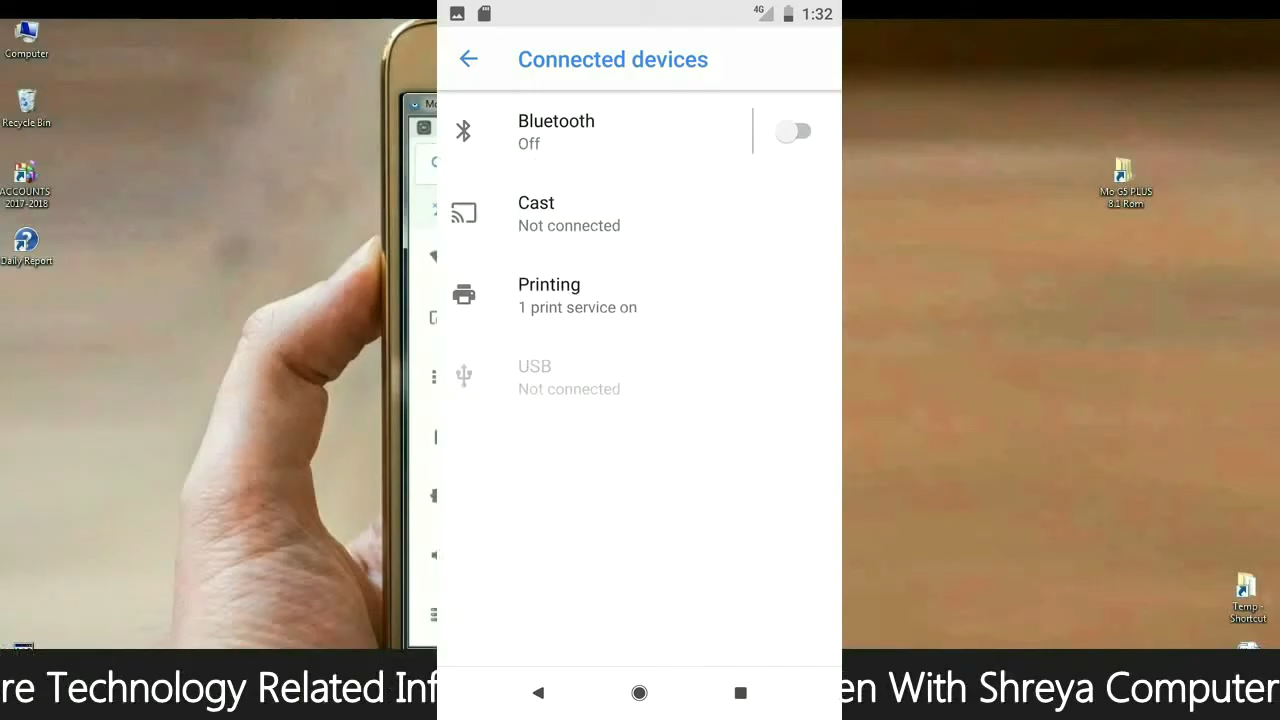 4G 1:32
Connected devices
Bluetooth
Off
Cast
Not connected
Printing
1 print service on
USB
Not connected
Computer
Recycle Bin
ACCOUNTS
2017-2018
Daily Report
Mo
Mo G5 PLUS
8.1 Rom
Temp -
Shortcut
re Technology Related Inf
en With Shreya Computer